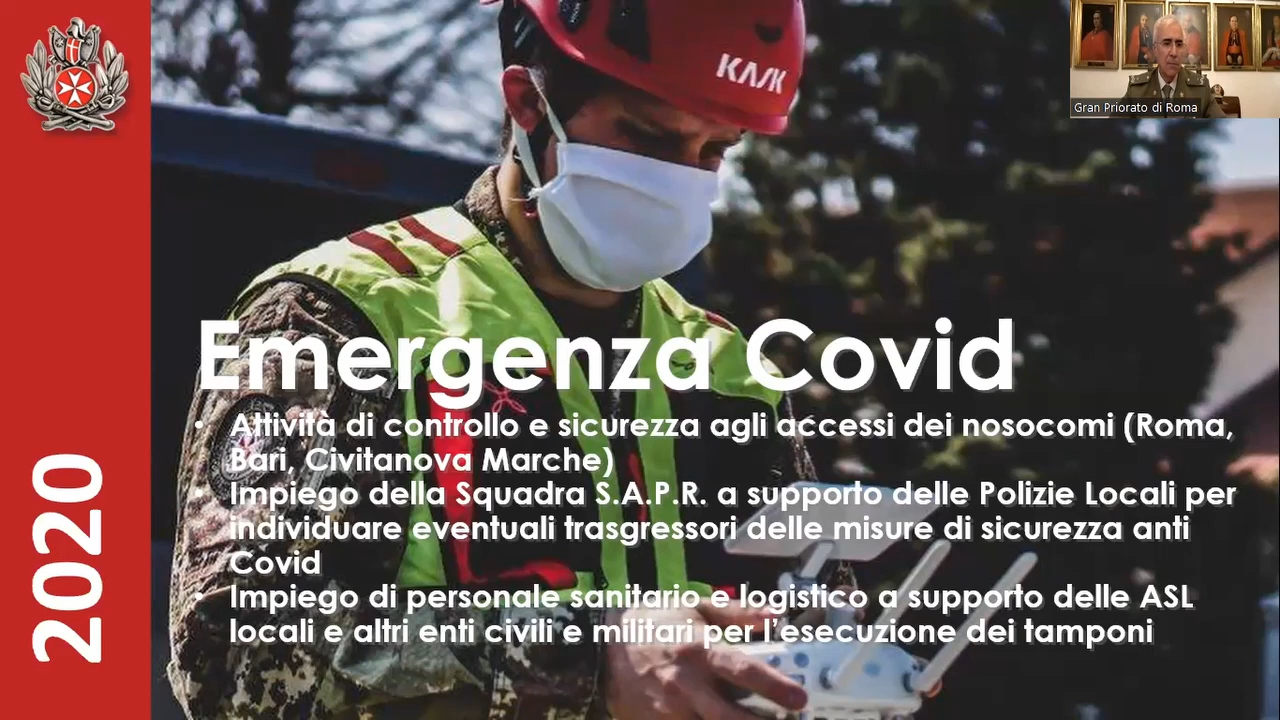 Gran Priorato di Roma
KASK
Emergenza Covid
• Attività di controllo e sicurezza agli accessi dei nosocomi (Roma,
Bari, Civitanova Marche)
• Impiego della Squadra S.A.P.R. a supporto delle Polizie Locali per
individuare eventuali trasgressori delle misure di sicurezza anti
Covid
• Impiego di personale sanitario e logistico a supporto delle ASL
locali e altri enti civili e militari per l'esecuzione dei tamponi
2020